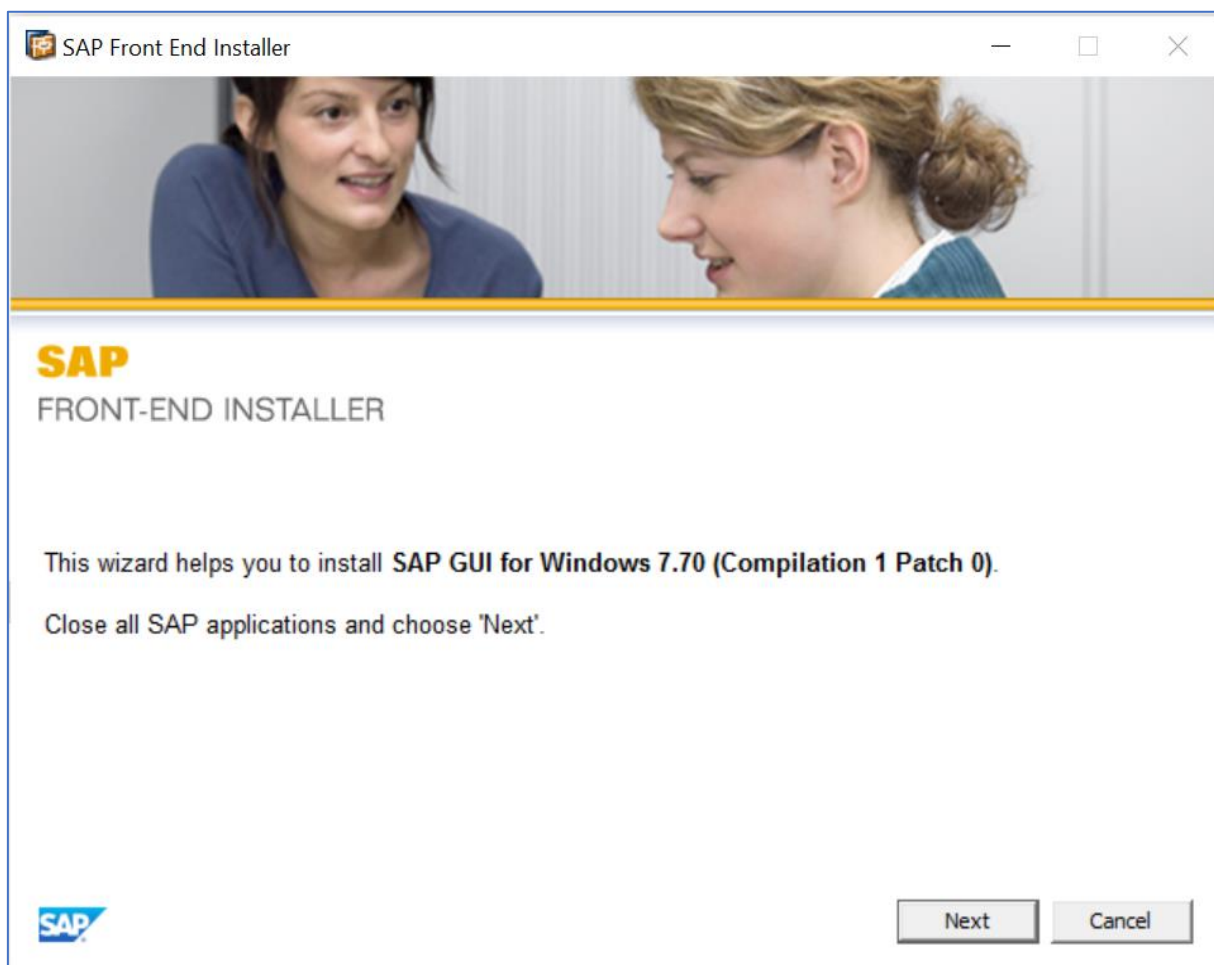 SAP Front End Installer
SAP
FRONT-END INSTALLER
This wizard helps you to install SAP GUI for Windows 7.70 (Compilation 1 Patch 0).
Close all SAP applications and choose 'Next'.
SAP
Next
Cancel